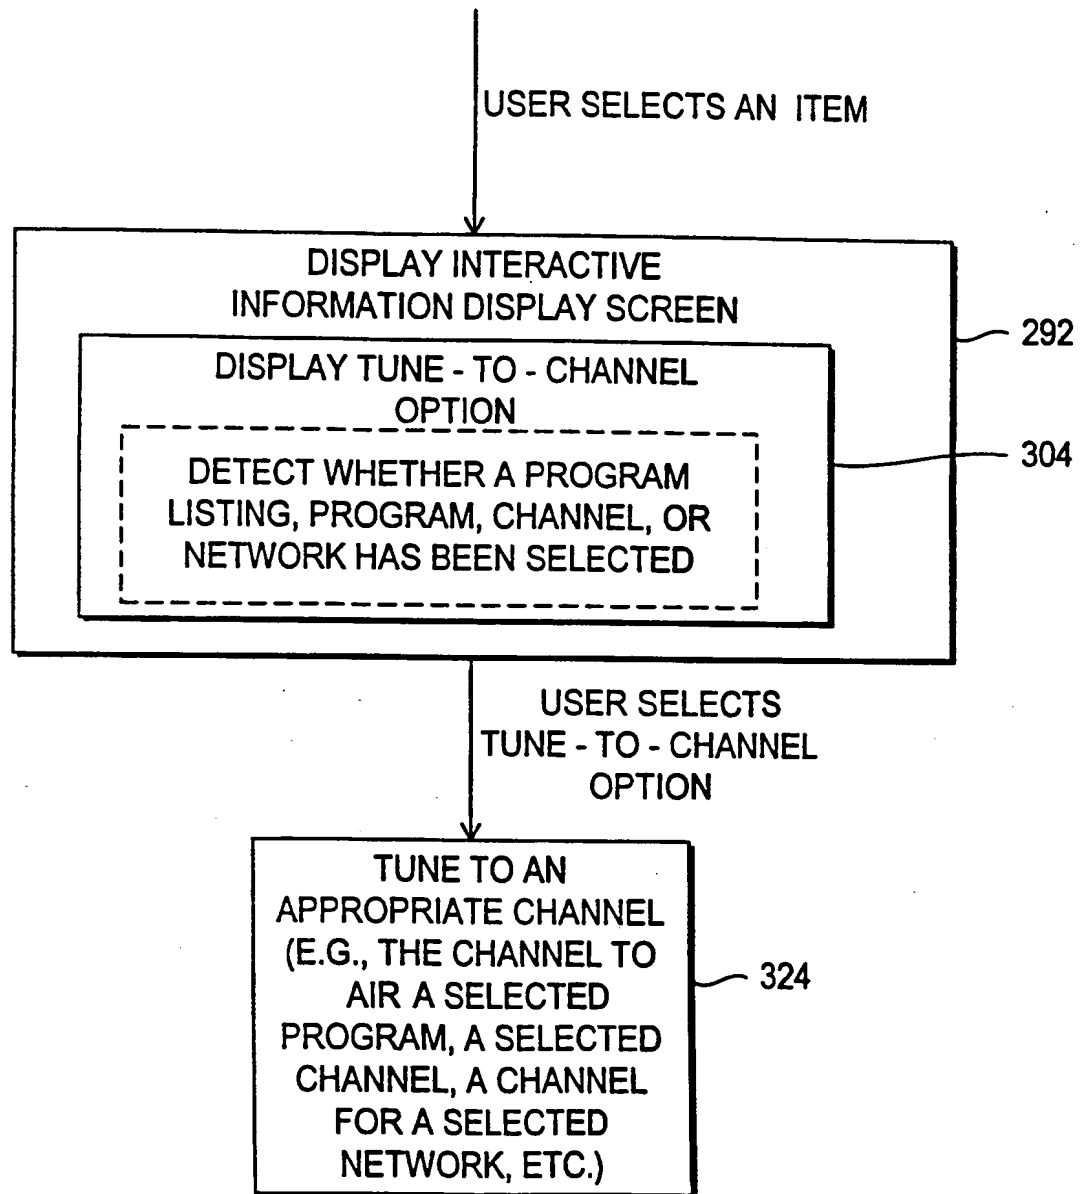 USER SELECTS AN ITEM
DISPLAY INTERACTIVE
INFORMATION DISPLAY SCREEN
292
DISPLAY TUNE - TO - CHANNEL
OPTION
304
DETECT WHETHER A PROGRAM
LISTING, PROGRAM, CHANNEL, OR
NETWORK HAS BEEN SELECTED
USER SELECTS
TUNE - TO - CHANNEL
OPTION
TUNE TO AN
APPROPRIATE CHANNEL
(E.G., THE CHANNEL TO
AIR A SELECTED
PROGRAM, A SELECTED
CHANNEL, A CHANNEL
FOR A SELECTED
NETWORK, ETC.)
324